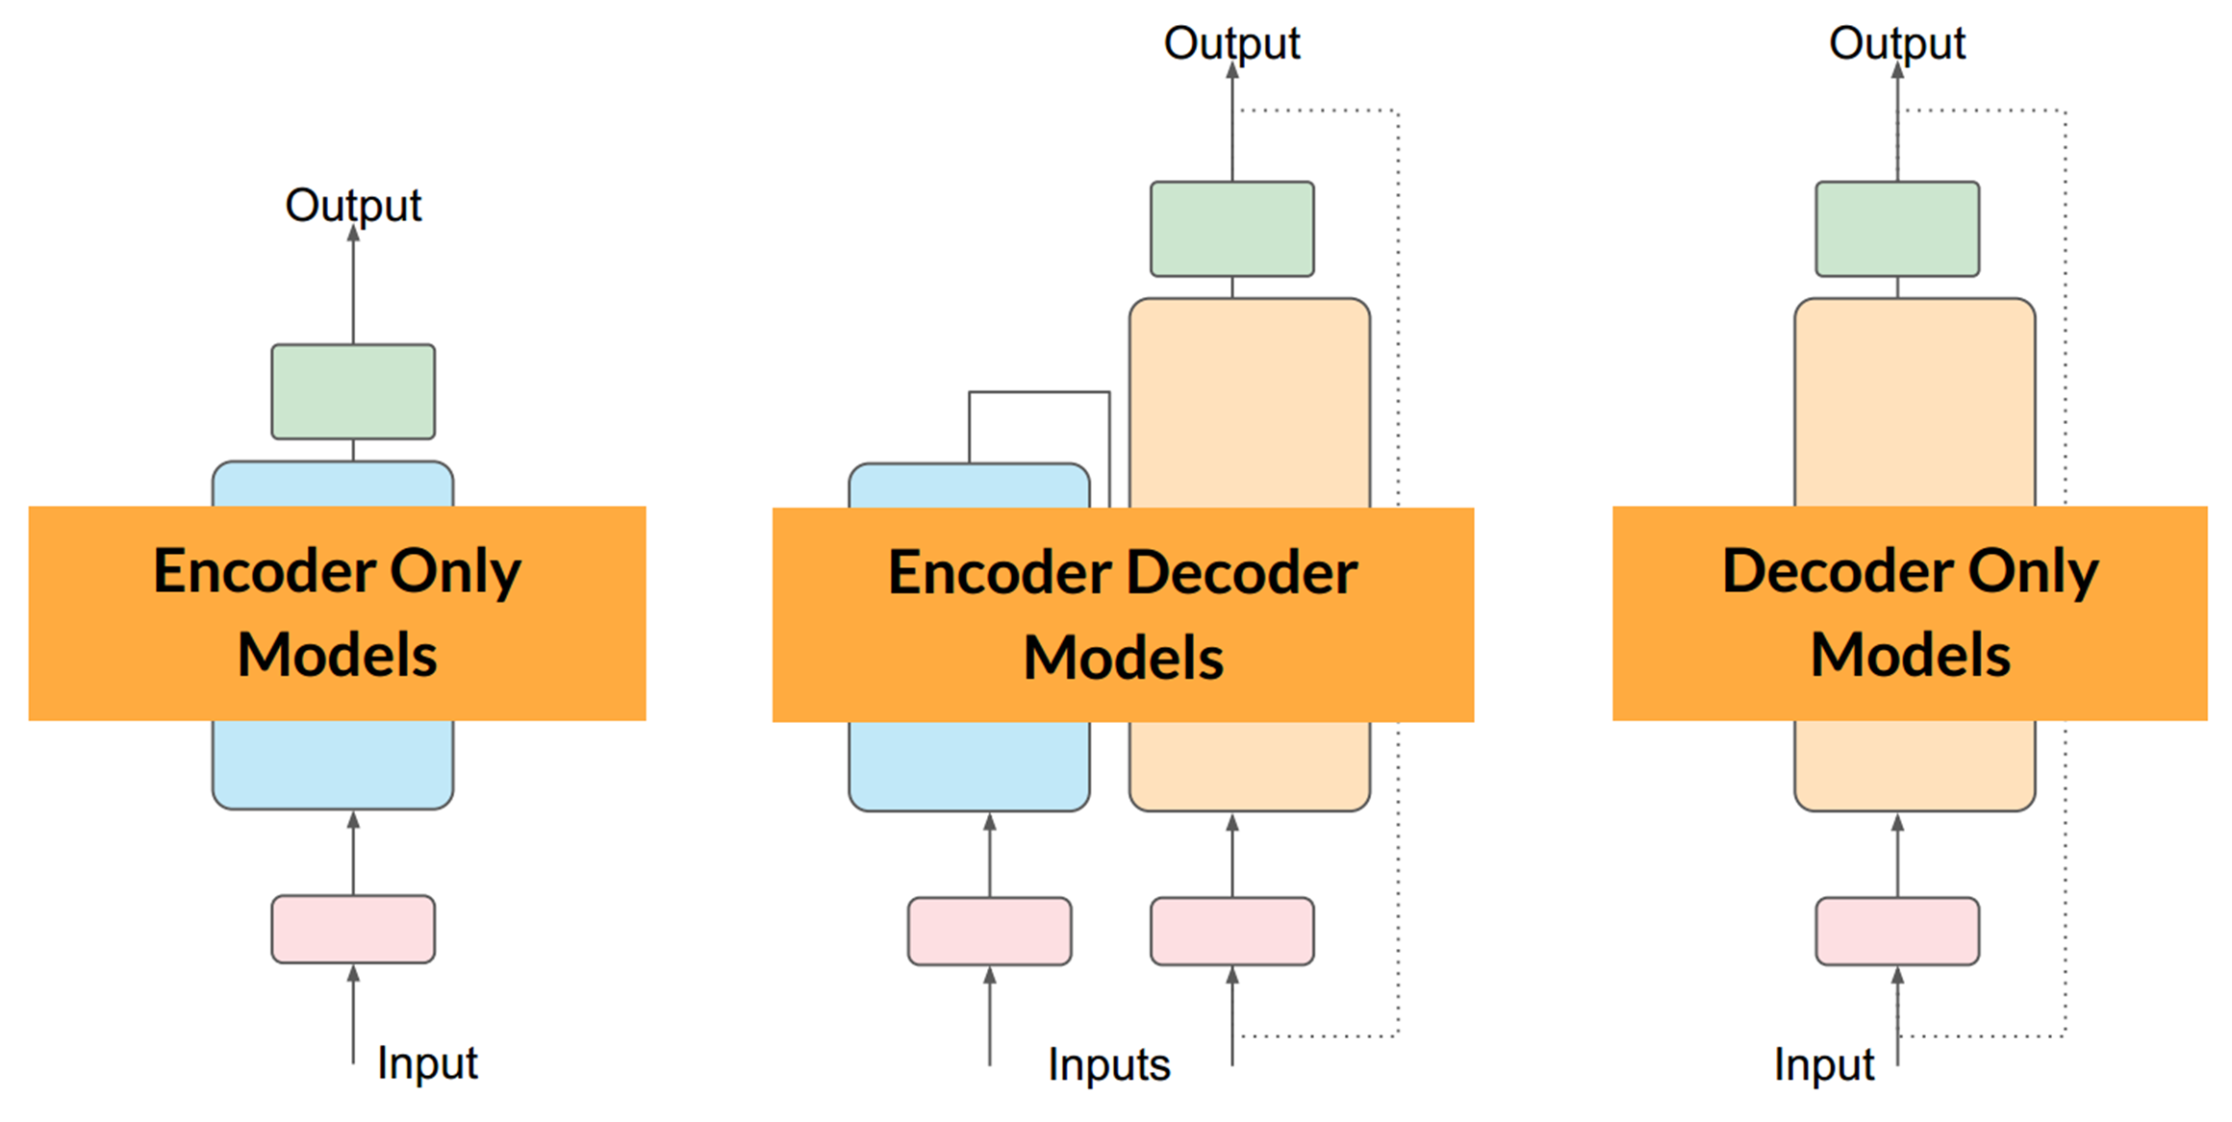 Output
Encoder Only
Models
Input
Output
Encoder Decoder
Models
Inputs
Output
Decoder Only
Models
Input